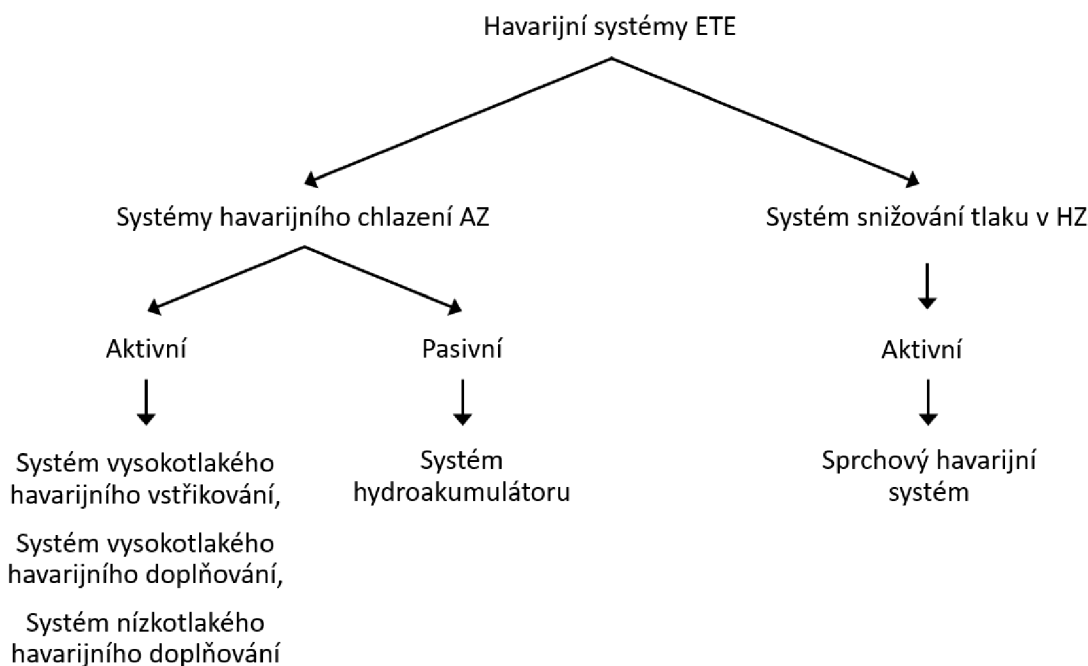 Havarijní systémy ETE
Systémy havarijního chlazení AZ
Systém snižování tlaku v HZ
Aktivní
Pasivní
Aktivní
Systém vysokotlakého
havarijního vstřikování,
Systém vysokotlakého
havarijního doplňování,
Systém nízkotlakého
havarijního doplňování
Systém
hydroakumulátoru
Sprchový havarijní
systém